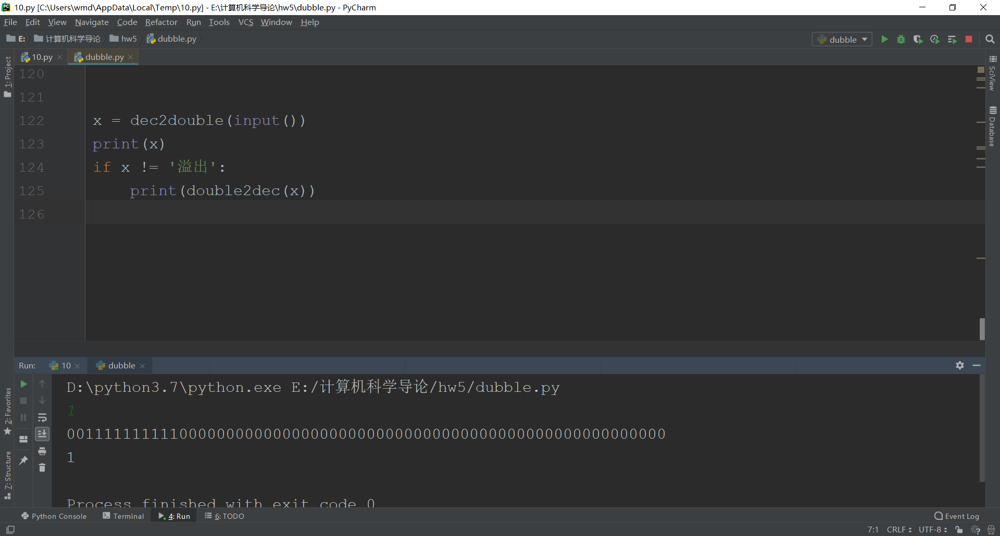 10.py [C:\Users\wmd\AppData\Local\Temp\10.py] - E:\计算机科学导论\hw5\dubble.py - PyCharm
File Edit View Navigate Code Refactor Run Tools VCS Window Help
E: 计算机科学导论 hw5 dubble.py
dubble
10.py dubble.py
1: Project
SciView
Database
120
121
122 x = dec2double(input())
123 print(x)
124 if x != '溢出':
125 print(double2dec(x))
126
Run: 10 dubble
2: Favorites
7: Structure
D:\python3.7\python.exe E:/计算机科学导论/hw5/dubble.py
1
0011111111110000000000000000000000000000000000000000000000000000
1
Process finished with exit code 0
Python Console Terminal 4: Run 6: TODO Event Log
7:1 CRLF UTF-8